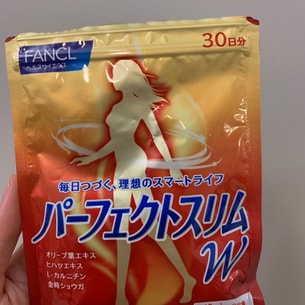 FANCL
ヘルスサイエンス
30日分
毎日つづく、理想のスマートライフ
パーフェクトスリム
W
オリーブ葉エキス
ヒハツエキス
L-カルニチン
金時ショウガ